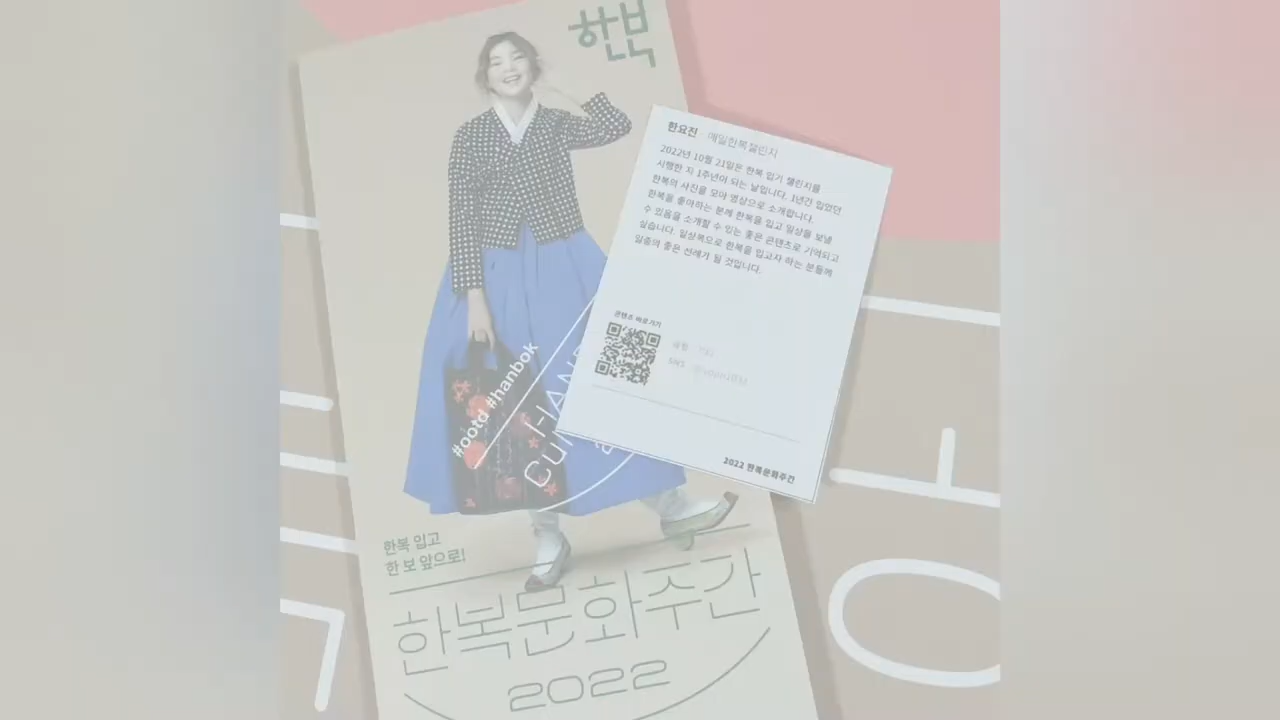 한복
한요진 · 매일한복챌린지
2022년 10월 21일은 한복 입기 챌린지를
시행한 지 1주년이 되는 날입니다. 1년간 입었던
한복의 사진을 모아 영상으로 소개합니다.
한복을 좋아하는 분께 한복을 입고 일상을 보낼
수 있음을 소개할 수 있는 좋은 콘텐츠로 기억되고
싶습니다. 일상복으로 한복을 입고자 하는 분들께
일종의 좋은 선례가 될 것입니다.
콘텐츠 바로가기
유형
SNS
2022 한복문화주간
#ootd #hanbok
HAN
Cul
한복 입고
한 보 앞으로!
한복문화주간
2022